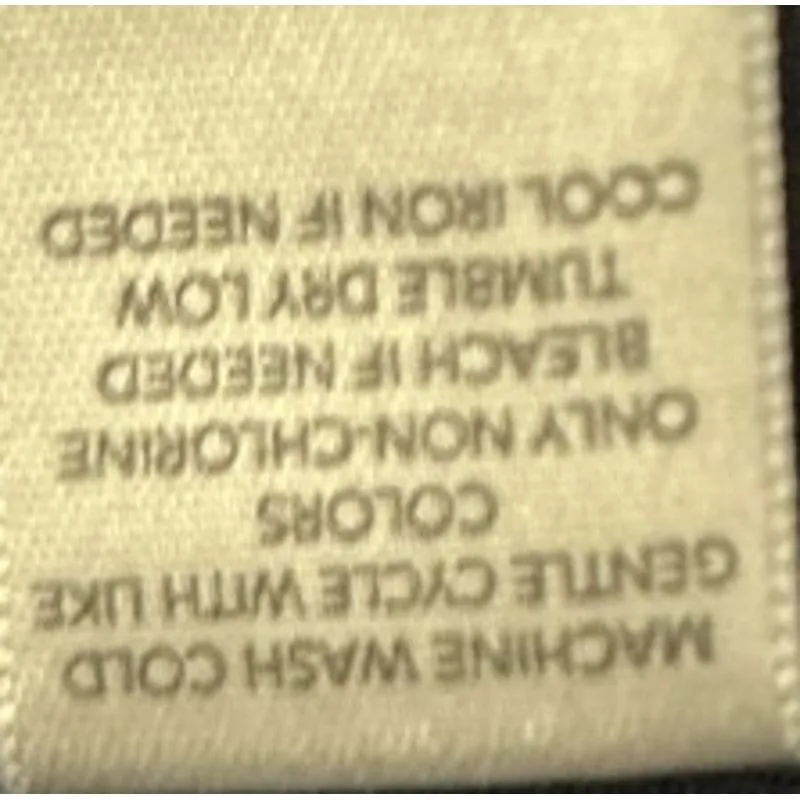 MACHINE WASH COLD
GENTLE CYCLE WITH LIKE
COLORS
ONLY NON-CHLORINE
BLEACH IF NEEDED
TUMBLE DRY LOW
COOL IRON IF NEEDED